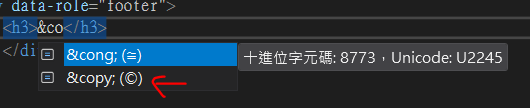 data-role="footer">
<h3>&co</h3>
</di
&cong; (≅)
十進位字元碼: 8773，Unicode: U2245
&copy; (©)